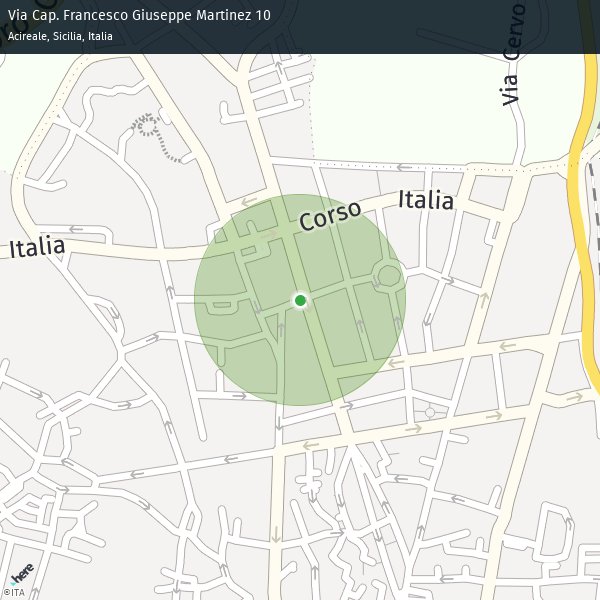 Via Cap. Francesco Giuseppe Martinez 10
Acireale, Sicilia, Italia
Via Cervo
Corso
Italia
Italia
here
©ITA